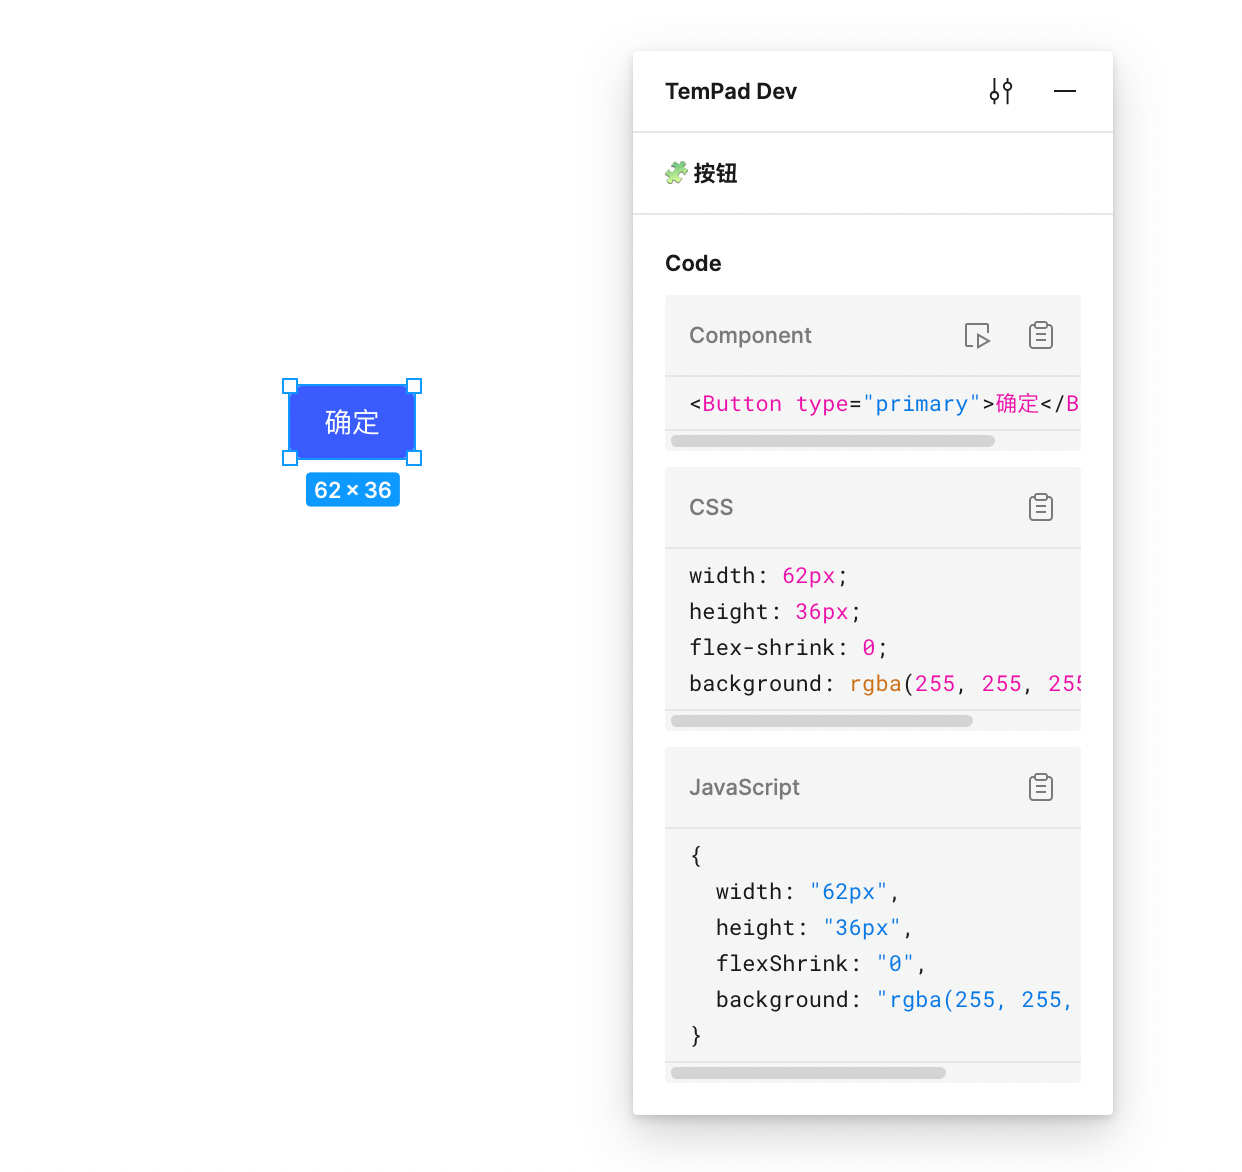 TemPad Dev
🧩 按钮
Code
Component
<Button type="primary">确定</B
CSS
width: 62px;
height: 36px;
flex-shrink: 0;
background: rgba(255, 255, 255
JavaScript
{
  width: "62px",
  height: "36px",
  flexShrink: "0",
  background: "rgba(255, 255,
}
确定
62 × 36